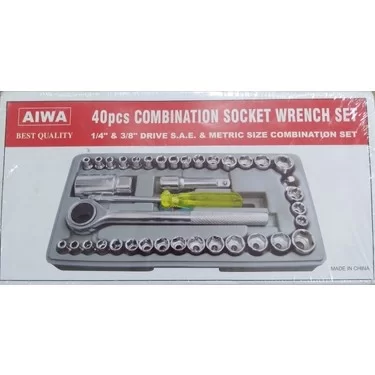 AIWA
BEST QUALITY
40pcs COMBINATION SOCKET WRENCH SET
1/4" & 3/8" DRIVE S.A.E. & METRIC SIZE COMBINATION SET
MADE IN CHINA